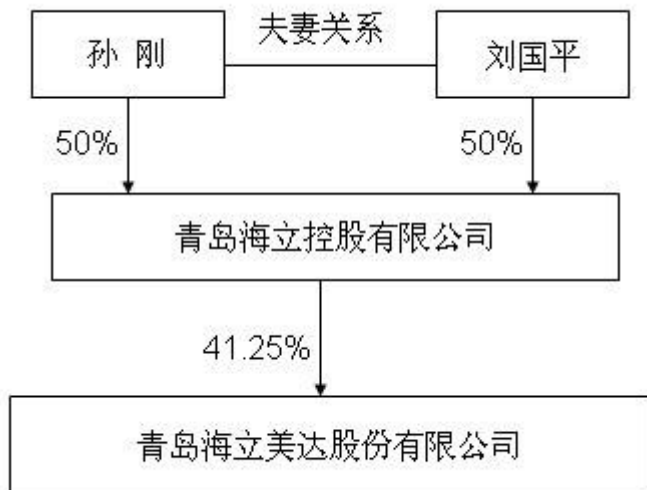 夫妻关系
孙 刚
刘国平
50%
50%
青岛海立控股有限公司
41.25%
青岛海立美达股份有限公司